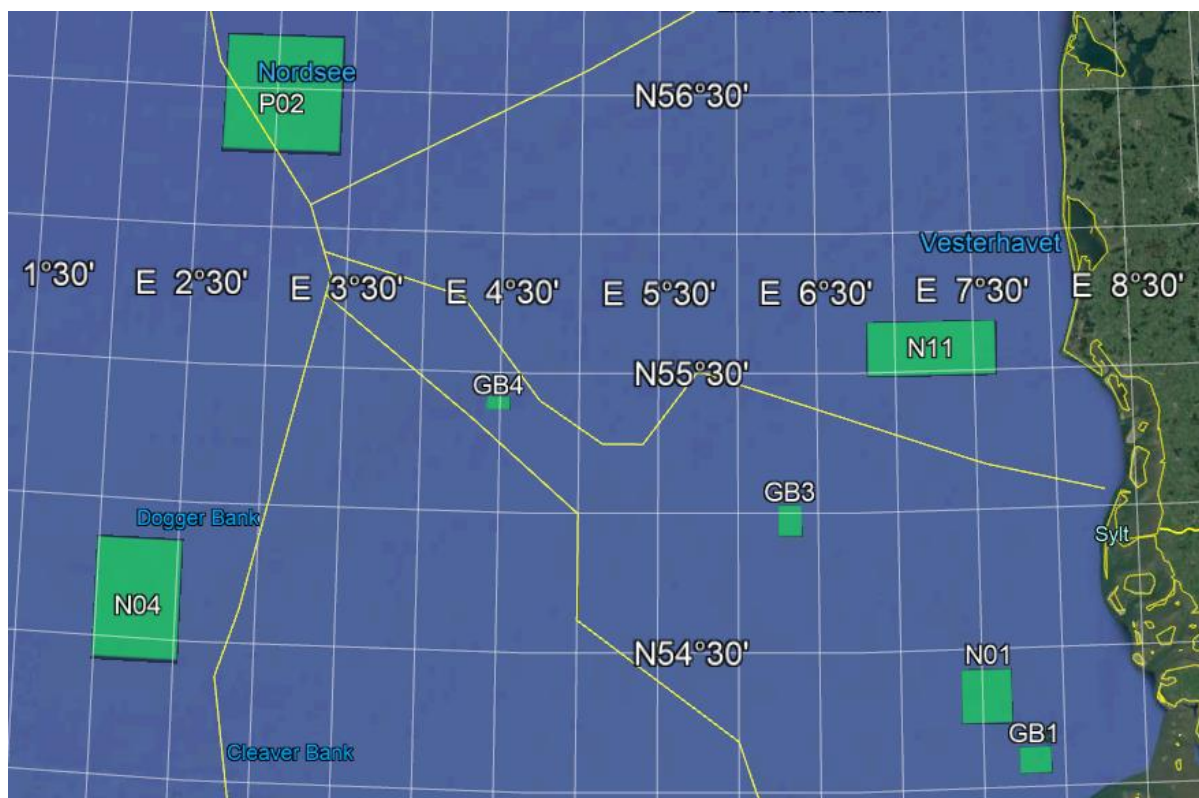 Nordsee
P02
N56°30'
Vesterhavet
1°30'
E 2°30'
E 3°30'
E 4°30'
E 5°30'
E 6°30'
E 7°30'
E 8°30'
N11
N55°30'
GB4
GB3
Dogger Bank
Sylt
N04
N54°30'
N01
GB1
Cleaver Bank